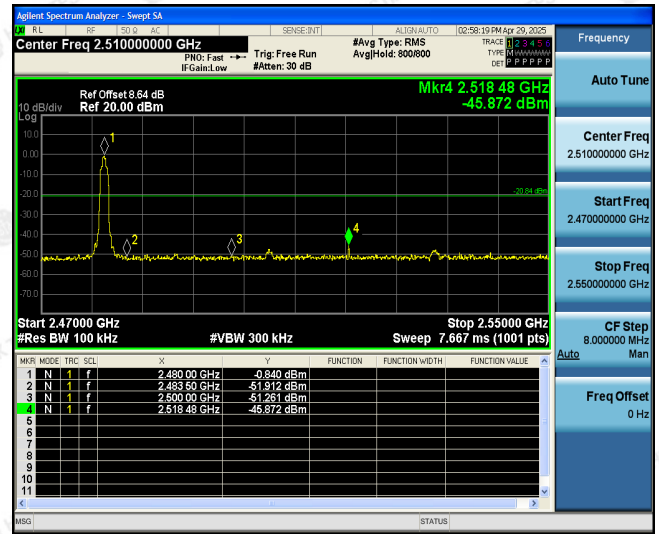 Agilent Spectrum Analyzer - Swept SA
LXI RL RF 50 Ω AC SENSE:INT ALIGN AUTO 02:58:19 PM Apr 29, 2025
Center Freq 2.510000000 GHz
PNO: Fast
IFGain:Low
Trig: Free Run
#Atten: 30 dB
#Avg Type: RMS
Avg|Hold: 800/800
TRACE 1 2 3 4 5 6
TYPE M W W W W W
DET P P P P P P
Frequency
Auto Tune
Center Freq
2.510000000 GHz
Start Freq
2.470000000 GHz
Stop Freq
2.550000000 GHz
CF Step
8.000000 MHz
Auto Man
Freq Offset
0 Hz
Mkr4 2.518 48 GHz
-45.872 dBm
Ref Offset 8.64 dB
10 dB/div Ref 20.00 dBm
Log
10.0
0.00
-10.0
-20.0
-30.0
-40.0
-50.0
-60.0
-70.0
1
2
3
4
-20.84 dBm
Start 2.47000 GHz Stop 2.55000 GHz
#Res BW 100 kHz #VBW 300 kHz Sweep 7.667 ms (1001 pts)
MKR MODE TRC SCL X Y FUNCTION FUNCTION WIDTH FUNCTION VALUE
1 N 1 f 2.480 00 GHz -0.840 dBm
2 N 1 f 2.483 50 GHz -51.912 dBm
3 N 1 f 2.500 00 GHz -51.261 dBm
4 N 1 f 2.518 48 GHz -45.872 dBm
5
6
7
8
9
10
11
MSG STATUS